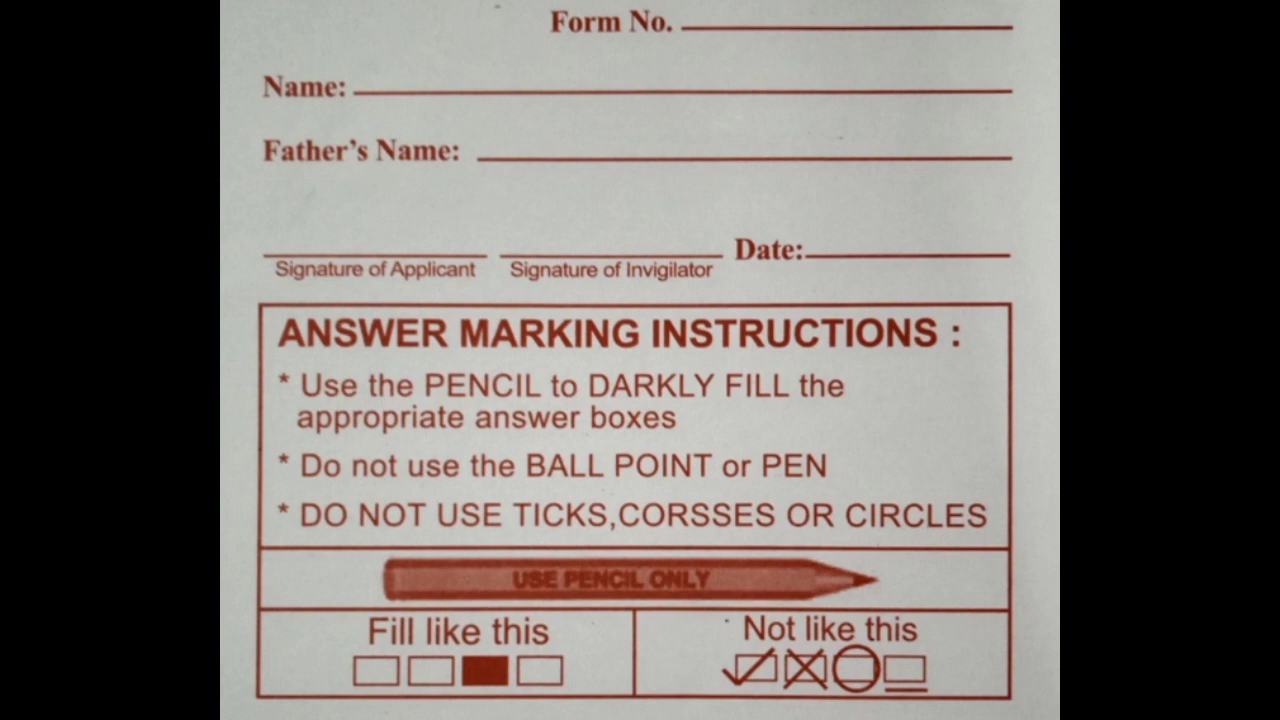 Form No.
Name:
Father's Name:
Date:
Signature of Applicant Signature of Invigilator
ANSWER MARKING INSTRUCTIONS :
* Use the PENCIL to DARKLY FILL the
appropriate answer boxes
* Do not use the BALL POINT or PEN
* DO NOT USE TICKS,CORSSES OR CIRCLES
USE PENCIL ONLY
Fill like this Not like this